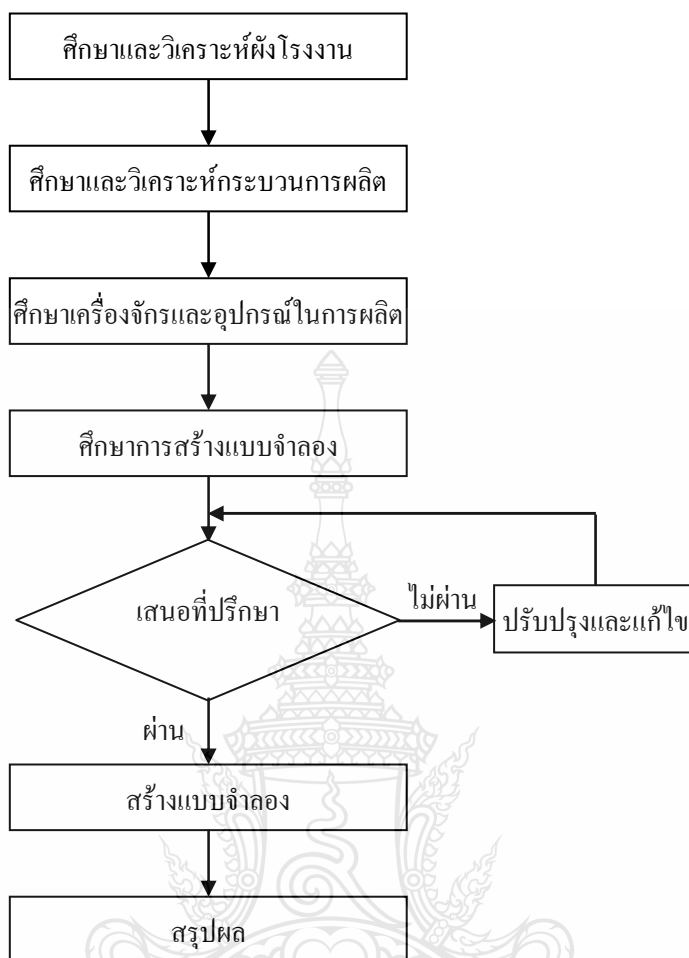 ศึกษาและวิเคราะห์ผังโรงงาน
ศึกษาและวิเคราะห์กระบวนการผลิต
ศึกษาเครื่องจักรและอุปกรณ์ในการผลิต
ศึกษาการสร้างแบบจำลอง
เสนอที่ปรึกษา
ไม่ผ่าน
ปรับปรุงและแก้ไข
ผ่าน
สร้างแบบจำลอง
สรุปผล